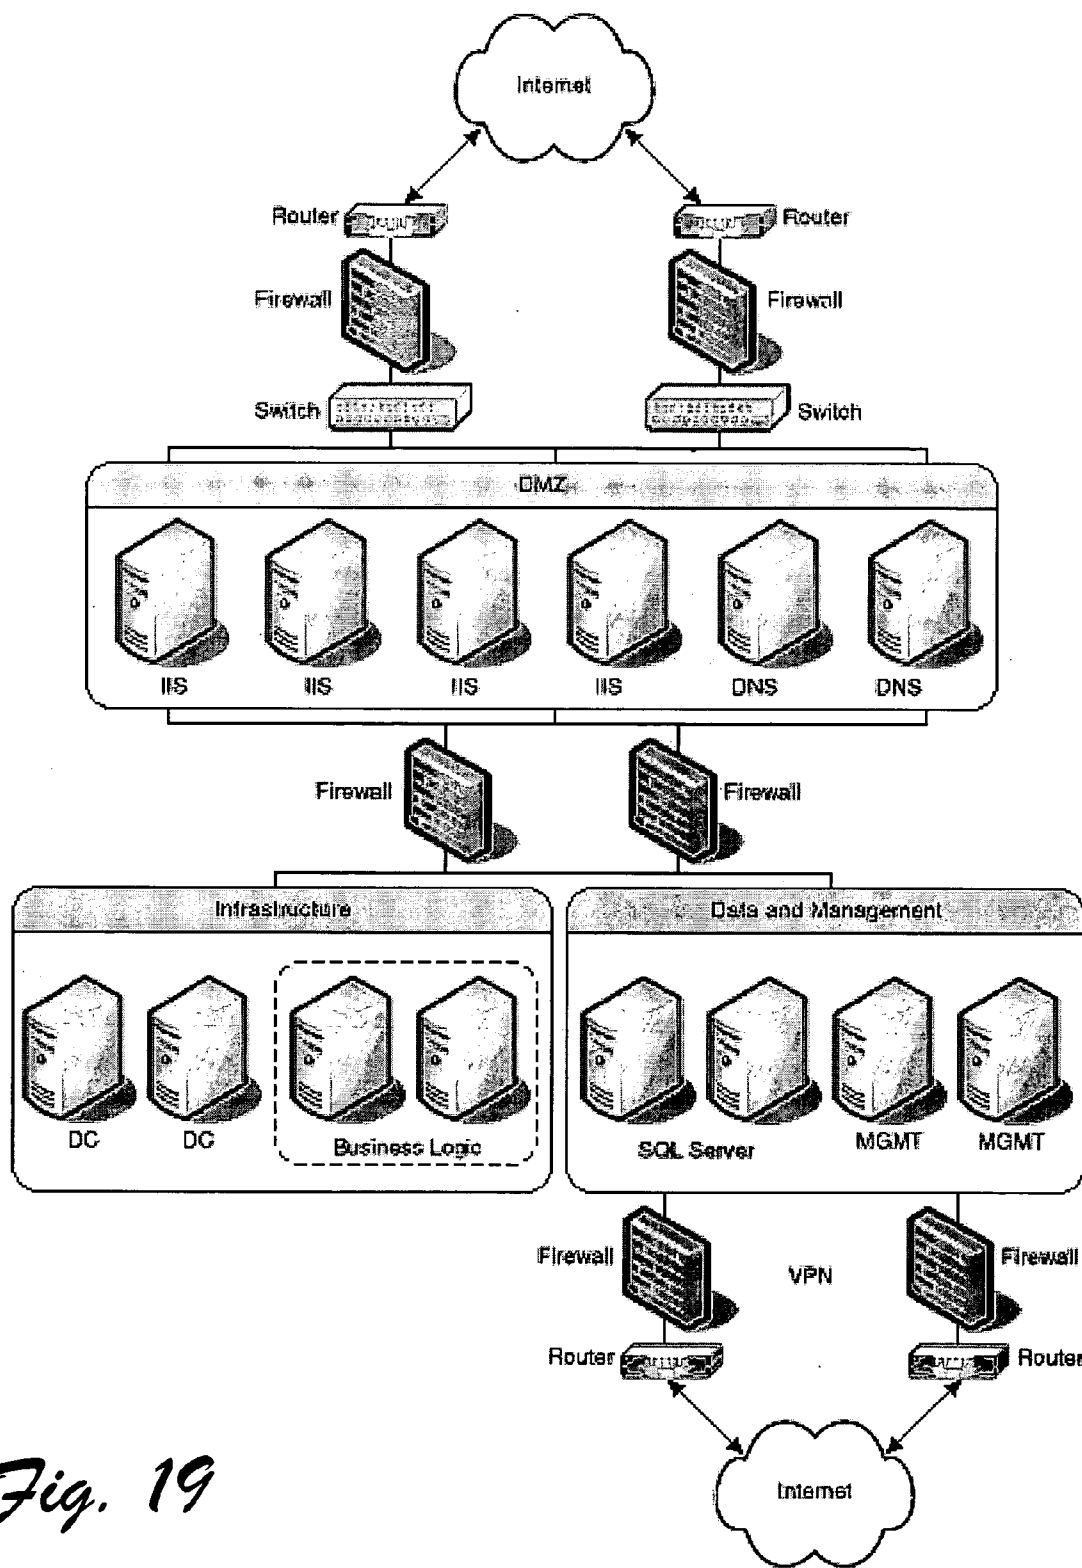 Internet
Router
Router
Firewall
Firewall
Switch
Switch
DMZ
IIS
IIS
IIS
IIS
DNS
DNS
Firewall
Firewall
Infrastructure
Data and Management
DC
DC
Business Logic
SQL Server
MGMT
MGMT
Firewall
VPN
Firewall
Router
Router
Internet
Fig. 19